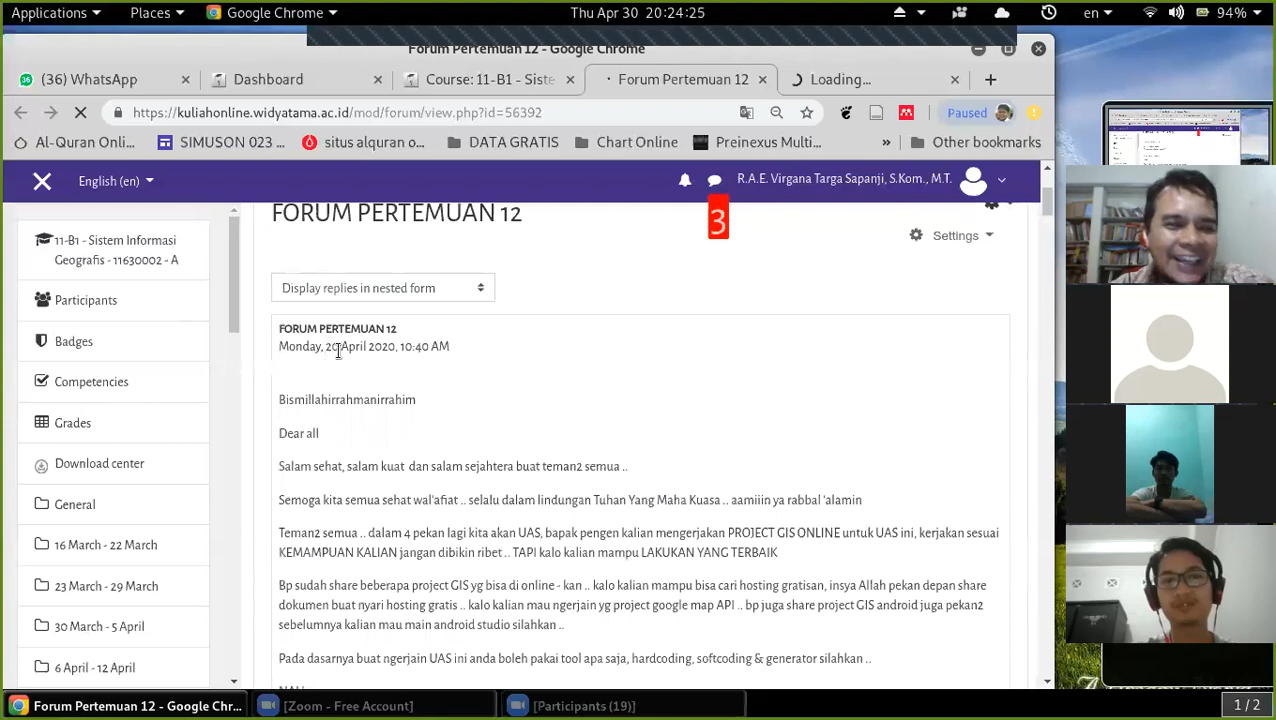 Applications Places Google Chrome Thu Apr 30 20:24:25 en 94%
Forum Pertemuan 12 - Google Chrome
(36) WhatsApp Dashboard Course: 11-B1 - Siste Forum Pertemuan 12 Loading...
https://kuliahonline.widyatama.ac.id/mod/forum/view.php?id=56392 Paused
Al-Quran Onli... SIMUSON 023 ... situs alquran di ... DATA GRATIS Chart Online Pronexus Multi... Other bookmarks
English (en) R.A.E. Virgana Targa Sapanji, S.Kom., M.T.
3
FORUM PERTEMUAN 12
Settings
11-B1 - Sistem Informasi
Geografis - 11630002 - A
Participants
Badges
Competencies
Grades
Download center
General
16 March - 22 March
23 March - 29 March
30 March - 5 April
6 April - 12 April
Display replies in nested form
FORUM PERTEMUAN 12
Monday, 20 April 2020, 10:40 AM
Bismillahirrahmanirrahim
Dear all
Salam sehat, salam kuat dan salam sejahtera buat teman2 semua ..
Semoga kita semua sehat wal'afiat .. selalu dalam lindungan Tuhan Yang Maha Kuasa .. aamiiin ya rabbal 'alamin
Teman2 semua .. dalam 4 pekan lagi kita akan UAS, bapak pengen kalian mengerjakan PROJECT GIS ONLINE untuk UAS ini, kerjakan sesuai
KEMAMPUAN KALIAN jangan dibikin ribet .. TAPI kalo kalian mampu LAKUKAN YANG TERBAIK
Bp sudah share beberapa project GIS yg bisa di online - kan .. kalo kalian mampu bisa cari hosting gratisan, insya Allah pekan depan share
dokumen buat nyari hosting gratis .. kalo kalian mau ngerjain yg project google map API .. bp juga share project GIS android juga pekan2
sebelumnya kalian mau main android studio silahkan ..
Pada dasarnya buat ngerjain UAS ini anda boleh pakai tool apa saja, hardcoding, softcoding & generator silahkan ..
Forum Pertemuan 12 - Google Chr... [Zoom - Free Account] [Participants (19)] 1 / 2